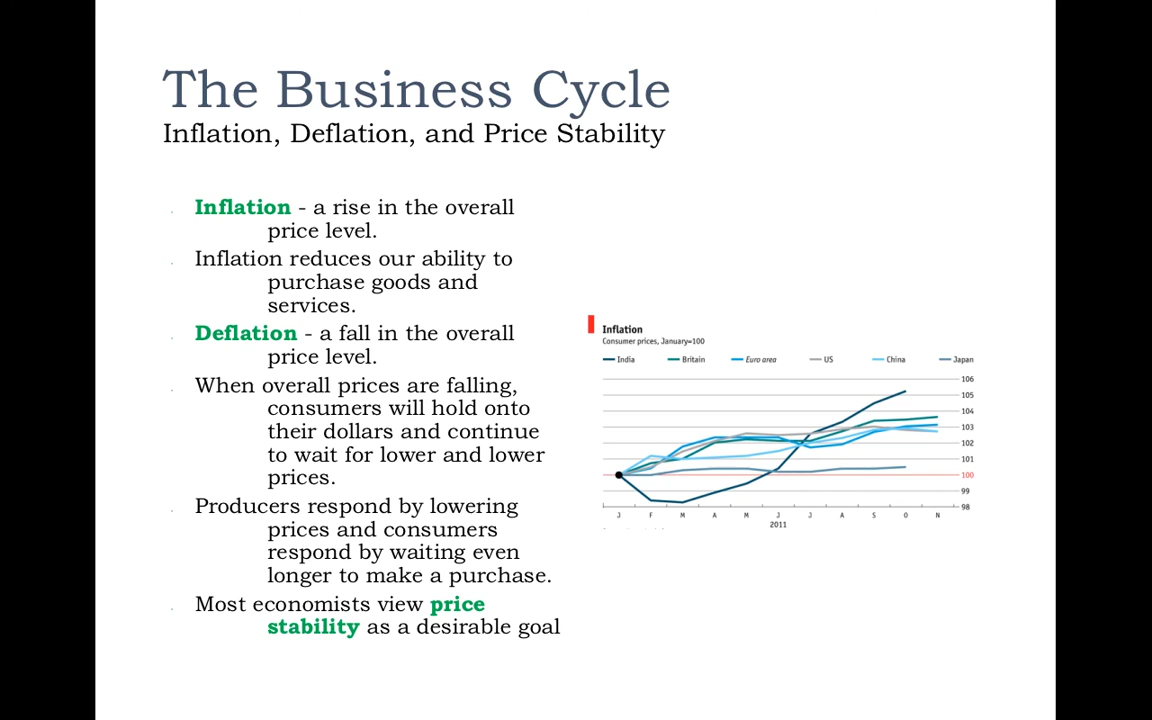 The Business Cycle
Inflation, Deflation, and Price Stability
Inflation - a rise in the overall
price level.
Inflation reduces our ability to
purchase goods and
services.
Deflation - a fall in the overall
price level.
When overall prices are falling,
consumers will hold onto
their dollars and continue
to wait for lower and lower
prices.
Producers respond by lowering
prices and consumers
respond by waiting even
longer to make a purchase.
Most economists view price
stability as a desirable goal
Inflation
Consumer prices, January=100
India Britain Euro area US China Japan
106
105
104
103
102
101
100
99
98
J F M A M J J A S O N
2011